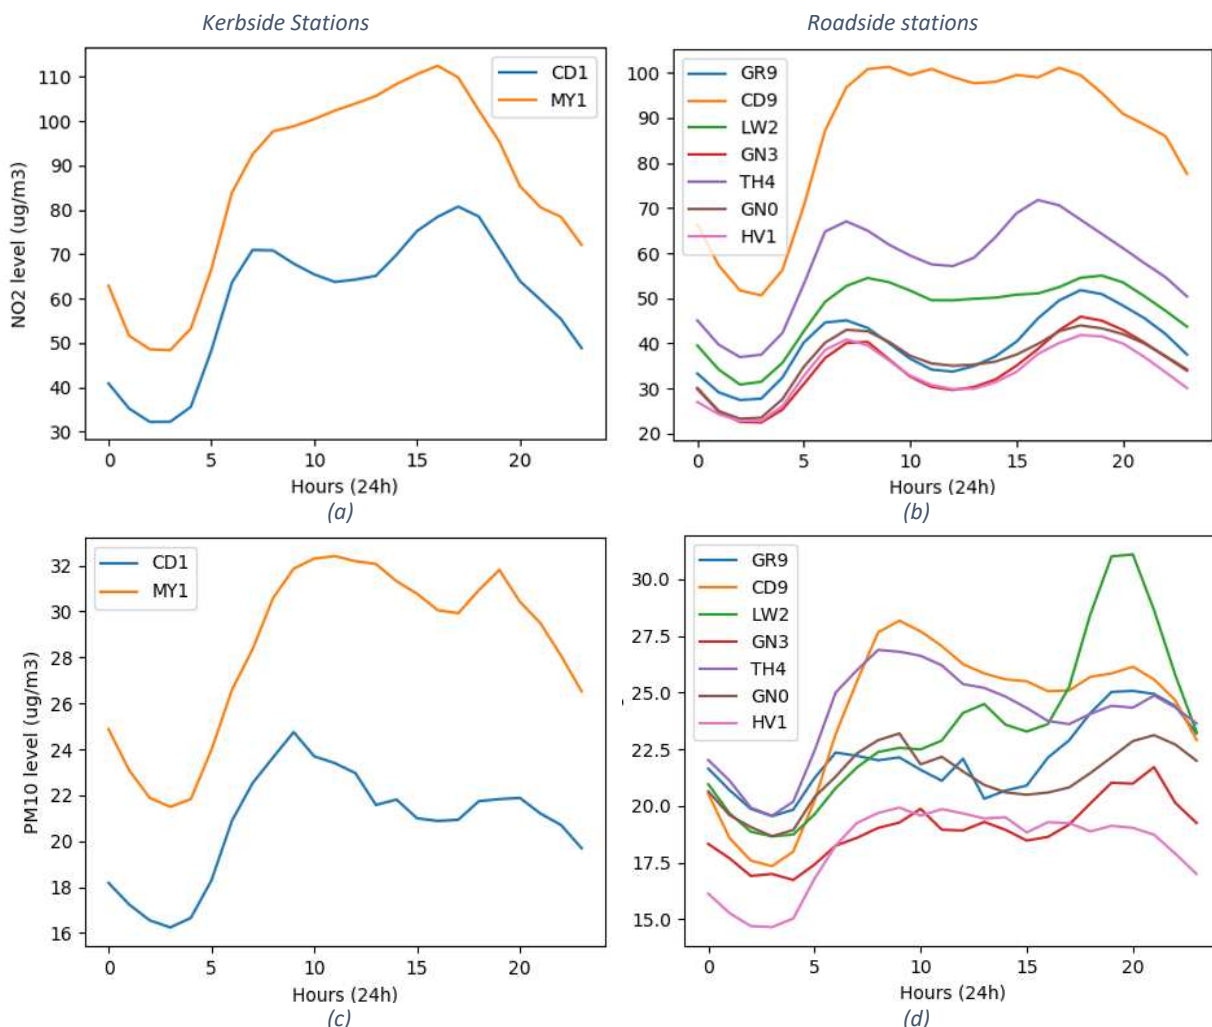 Kerbside Stations
Roadside stations
NO2 level (ug/m3)
110
100
90
80
70
60
50
40
30
CD1
MY1
0 5 10 15 20
Hours (24h)
(a)
100
90
80
70
60
50
40
30
20
GR9
CD9
LW2
GN3
TH4
GN0
HV1
0 5 10 15 20
Hours (24h)
(b)
PM10 level (ug/m3)
32
30
28
26
24
22
20
18
16
CD1
MY1
0 5 10 15 20
Hours (24h)
(c)
30.0
27.5
25.0
22.5
20.0
17.5
15.0
GR9
CD9
LW2
GN3
TH4
GN0
HV1
0 5 10 15 20
Hours (24h)
(d)